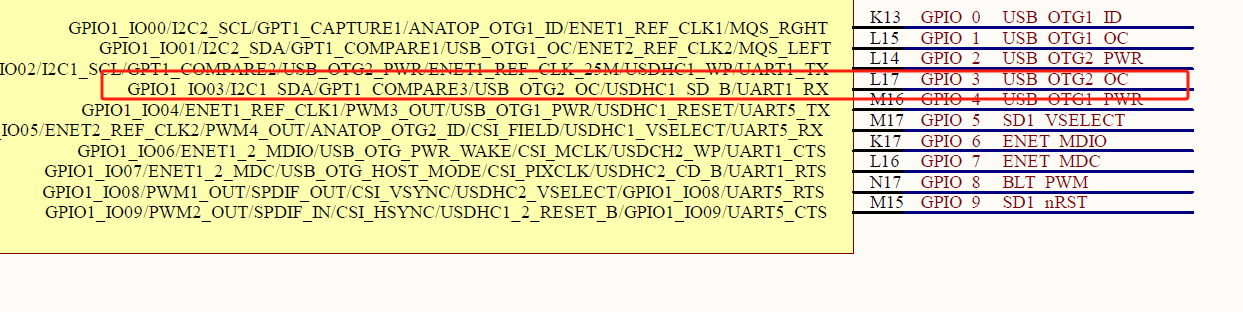 GPIO1_IO00/I2C2_SCL/GPT1_CAPTURE1/ANATOP_OTG1_ID/ENET1_REF_CLK1/MQS_RGHT K13 GPIO_0 USB_OTG1_ID
GPIO1_IO01/I2C2_SDA/GPT1_COMPARE1/USB_OTG1_OC/ENET2_REF_CLK2/MQS_LEFT L15 GPIO_1 USB_OTG1_OC
IO02/I2C1_SCL/GPT1_COMPARE2/USB_OTG2_PWR/ENET1_REF_CLK_25M/USDHC1_WP/UART1_TX L14 GPIO_2 USB_OTG2_PWR
GPIO1_IO03/I2C1_SDA/GPT1_COMPARE3/USB_OTG2_OC/USDHC1_SD_B/UART1_RX L17 GPIO_3 USB_OTG2_OC
GPIO1_IO04/ENET1_REF_CLK1/PWM3_OUT/USB_OTG1_PWR/USDHC1_RESET/UART5_TX M16 GPIO_4 USB_OTG1_PWR
_IO05/ENET2_REF_CLK2/PWM4_OUT/ANATOP_OTG2_ID/CSI_FIELD/USDHC1_VSELECT/UART5_RX M17 GPIO_5 SD1_VSELECT
GPIO1_IO06/ENET1_2_MDIO/USB_OTG_PWR_WAKE/CSI_MCLK/USDCH2_WP/UART1_CTS K17 GPIO_6 ENET_MDIO
GPIO1_IO07/ENET1_2_MDC/USB_OTG_HOST_MODE/CSI_PIXCLK/USDHC2_CD_B/UART1_RTS L16 GPIO_7 ENET_MDC
GPIO1_IO08/PWM1_OUT/SPDIF_OUT/CSI_VSYNC/USDHC2_VSELECT/GPIO1_IO08/UART5_RTS N17 GPIO_8 BLT_PWM
GPIO1_IO09/PWM2_OUT/SPDIF_IN/CSI_HSYNC/USDHC1_2_RESET_B/GPIO1_IO09/UART5_CTS M15 GPIO_9 SD1_nRST